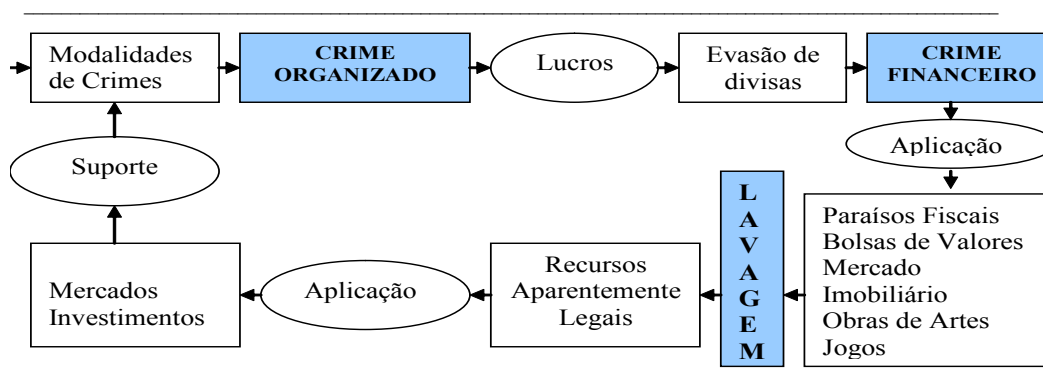 Modalidades
de Crimes
CRIME
ORGANIZADO
Lucros
Evasão de
divisas
CRIME
FINANCEIRO
Aplicação
Paraísos Fiscais
Bolsas de Valores
Mercado
Imobiliário
Obras de Artes
Jogos
L
A
V
A
G
E
M
Recursos
Aparentemente
Legais
Aplicação
Mercados
Investimentos
Suporte